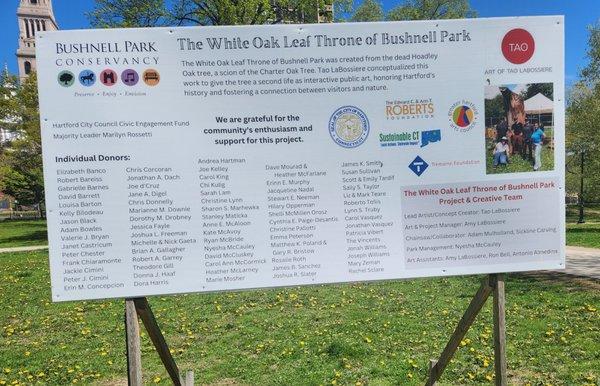 BUSHNELL PARK
CONSERVANCY
Preserve • Enjoy • Envision
The White Oak Leaf Throne of Bushnell Park
The White Oak Leaf Throne of Bushnell Park was created from the dead Hoadley
Oak tree, a scion of the Charter Oak Tree. Tao LaBossiere conceptualized this
work to give the tree a second life as interactive public art, honoring Hartford's
history and fostering a connection between visitors and nature.
TAO
ART OF TAO LABOSSIERE
Hartford City Council Civic Engagement Fund
Majority Leader Marilyn Rossetti
We are grateful for the
community's enthusiasm and
support for this project.
The Edward C. & Ann T.
ROBERTS
FOUNDATION
Sustainable CT
Tremaine Foundation
Individual Donors:
Elizabeth Banco
Robert Bareiss
Gabrielle Barnes
David Barrett
Louisa Barton
Kelly Bilodeau
Jason Black
Adam Bowles
Valerie J. Bryan
Janet Castricum
Peter Chester
Frank Chiaramonte
Jackie Cimini
Peter J. Cimini
Erin M. Concepcion
Chip Corcoran
Jonathan A. Dach
Joe d'Cruz
Jane A. Digel
Chris Donnelly
Marianne M. Downie
Dorothy M. Drobney
Jessica Fayle
Joshua L. Freeman
Michelle & Nick Gaeta
Brian A. Gallagher
Robert A. Garrey
Theodore Gill
Donna J. Haaf
Dora Harris
Andrea Hartman
Joe Kelley
Carol King
Chi Kulig
Sarah Lam
Christine Lynn
Sharon S. Mayhewka
Stanley Maticka
Anne E. McAloon
Kate McAvoy
Ryan McBride
Nyesha McCauley
David McCluskey
Carol Ann McCormick
Heather McLarney
Marie Mosher
Dave Mourad &
Heather McFarlane
Erinn E. Murphy
Jacqueline Nadal
Stewart E. Neeman
Hilary Opperman
Shelli McMillen Orosz
Cynthia E. Paige-Desantis
Christine Pallotti
Emma Peterson
Matthew K. Poland &
Gary R. Bristow
Rosalie Roth
James B. Sanchez
Joshua R. Slater
James K. Smith
Susan Sullivan
Scott & Emily Tardif
Sally S. Taylor
LL & Mark Teare
Roberto Tellis
Lynn S. Truby
Carol Vasquez
Jonathan Vasquez
Patricia Vibert
The Vincents
Jonah William
Joseph Williams
Mary Zeman
Rachel Sclare
The White Oak Leaf Throne of Bushnell Park
Project & Creative Team
Lead Artist/Concept Creator: Tao LaBossiere
Art & Project Manager: Amy LaBossiere
Chainsaw/Collaborator: Adam Mulholland, Sickline Carving
Park Management: Nyesha McCauley
Art Assistants: Amy LaBossiere, Ron Bell, Antonio Almedina